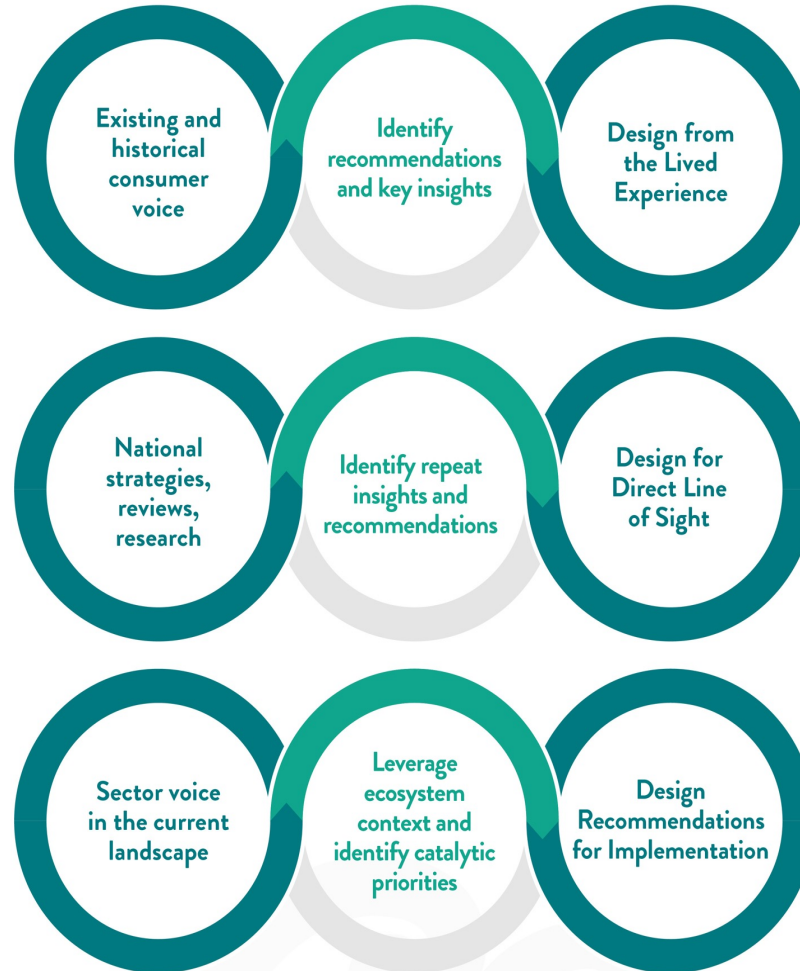 Existing and
historical
consumer
voice
Identify
recommendations
and key insights
Design from
the Lived
Experience
National
strategies,
reviews,
research
Identify repeat
insights and
recommendations
Design for
Direct Line
of Sight
Sector voice
in the current
landscape
Leverage
ecosystem
context and
identify catalytic
priorities
Design
Recommendations
for Implementation